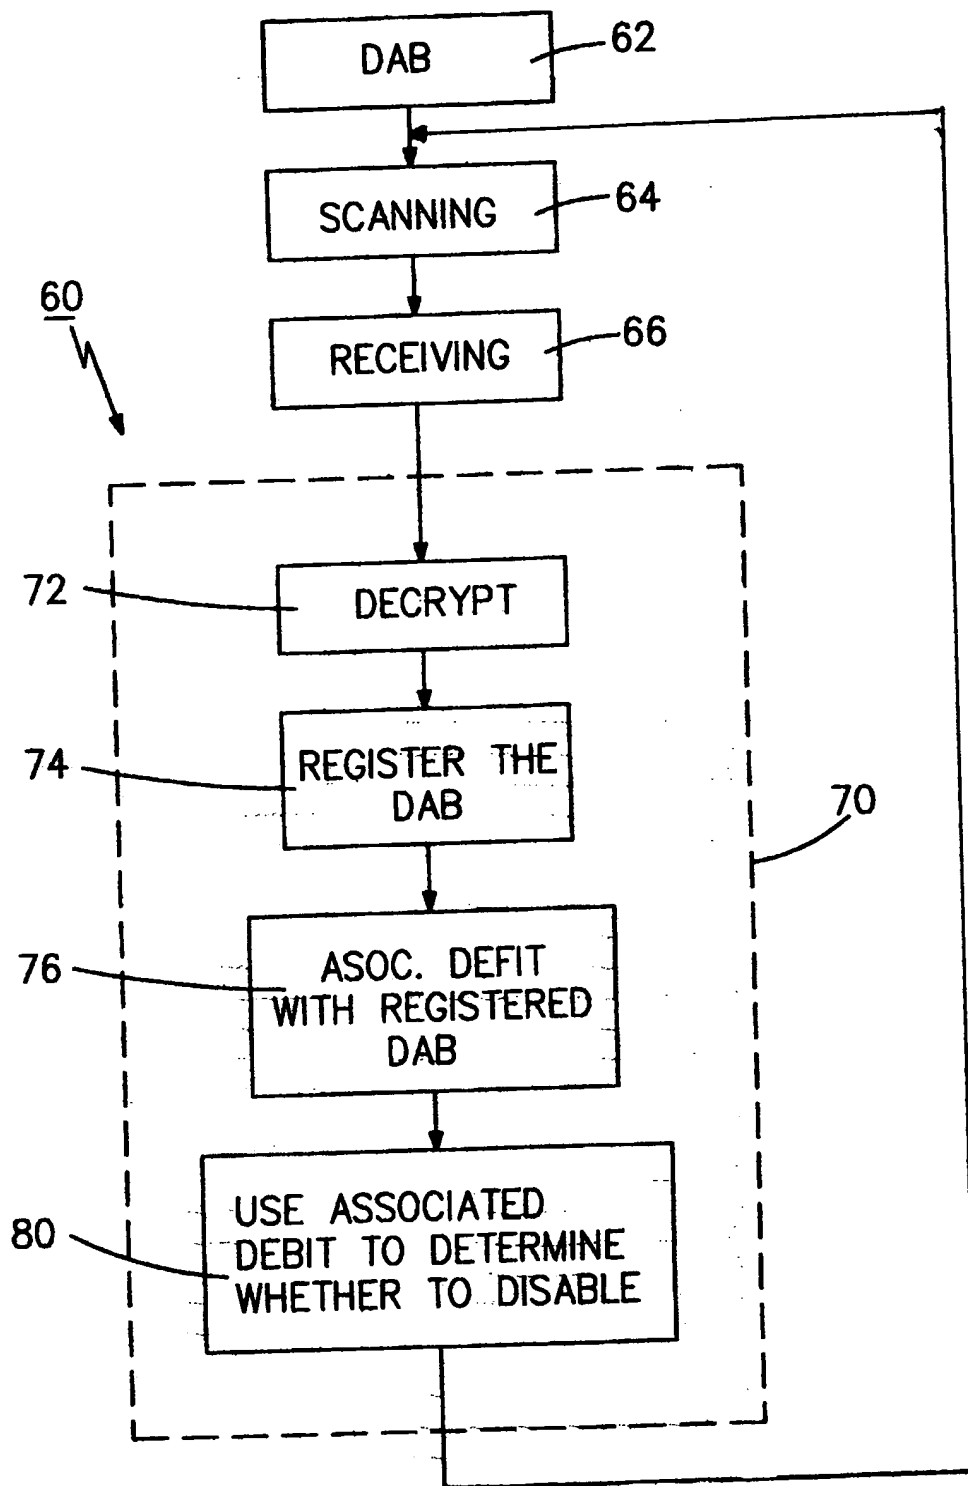 DAB
62
SCANNING
64
60
RECEIVING
66
72
DECRYPT
74
REGISTER THE
DAB
70
76
ASOC. DEFIT
WITH REGISTERED
DAB
80
USE ASSOCIATED
DEBIT TO DETERMINE
WHETHER TO DISABLE